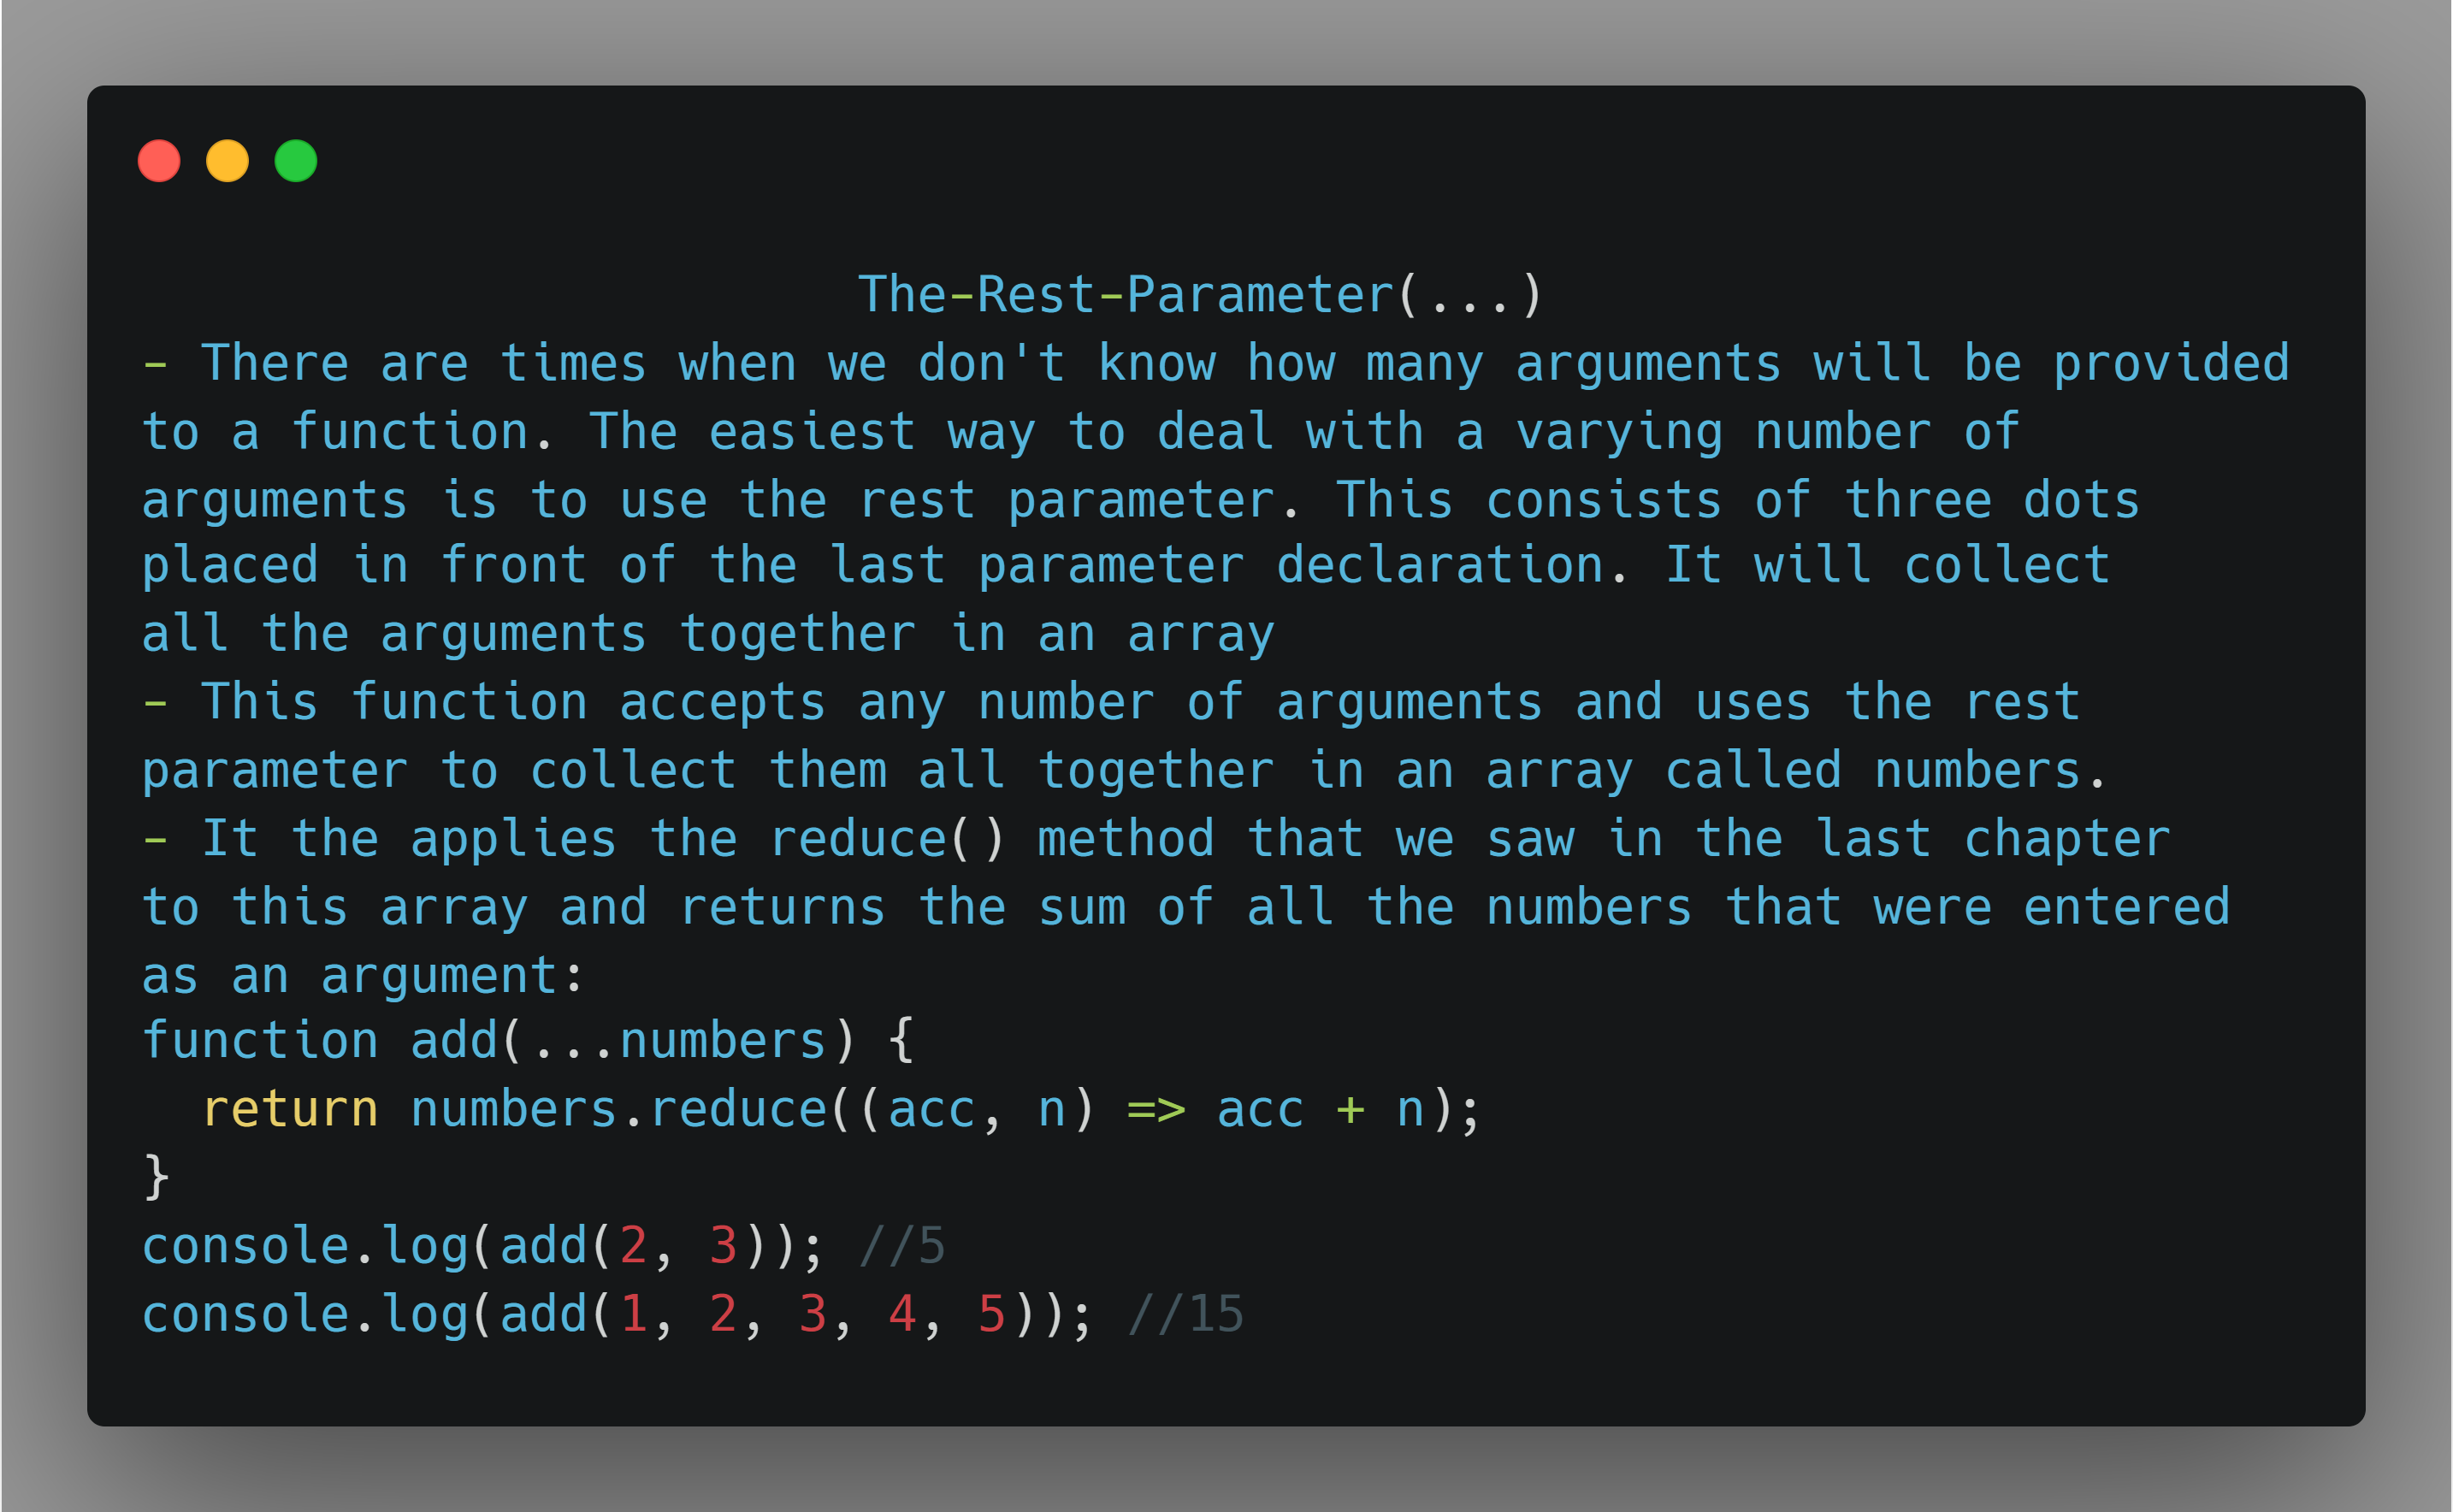 The-Rest-Parameter(...)
- There are times when we don't know how many arguments will be provided
to a function. The easiest way to deal with a varying number of
arguments is to use the rest parameter. This consists of three dots
placed in front of the last parameter declaration. It will collect
all the arguments together in an array
- This function accepts any number of arguments and uses the rest
parameter to collect them all together in an array called numbers.
- It the applies the reduce() method that we saw in the last chapter
to this array and returns the sum of all the numbers that were entered
as an argument:
function add(...numbers) {
  return numbers.reduce((acc, n) => acc + n);
}
console.log(add(2, 3)); //5
console.log(add(1, 2, 3, 4, 5)); //15